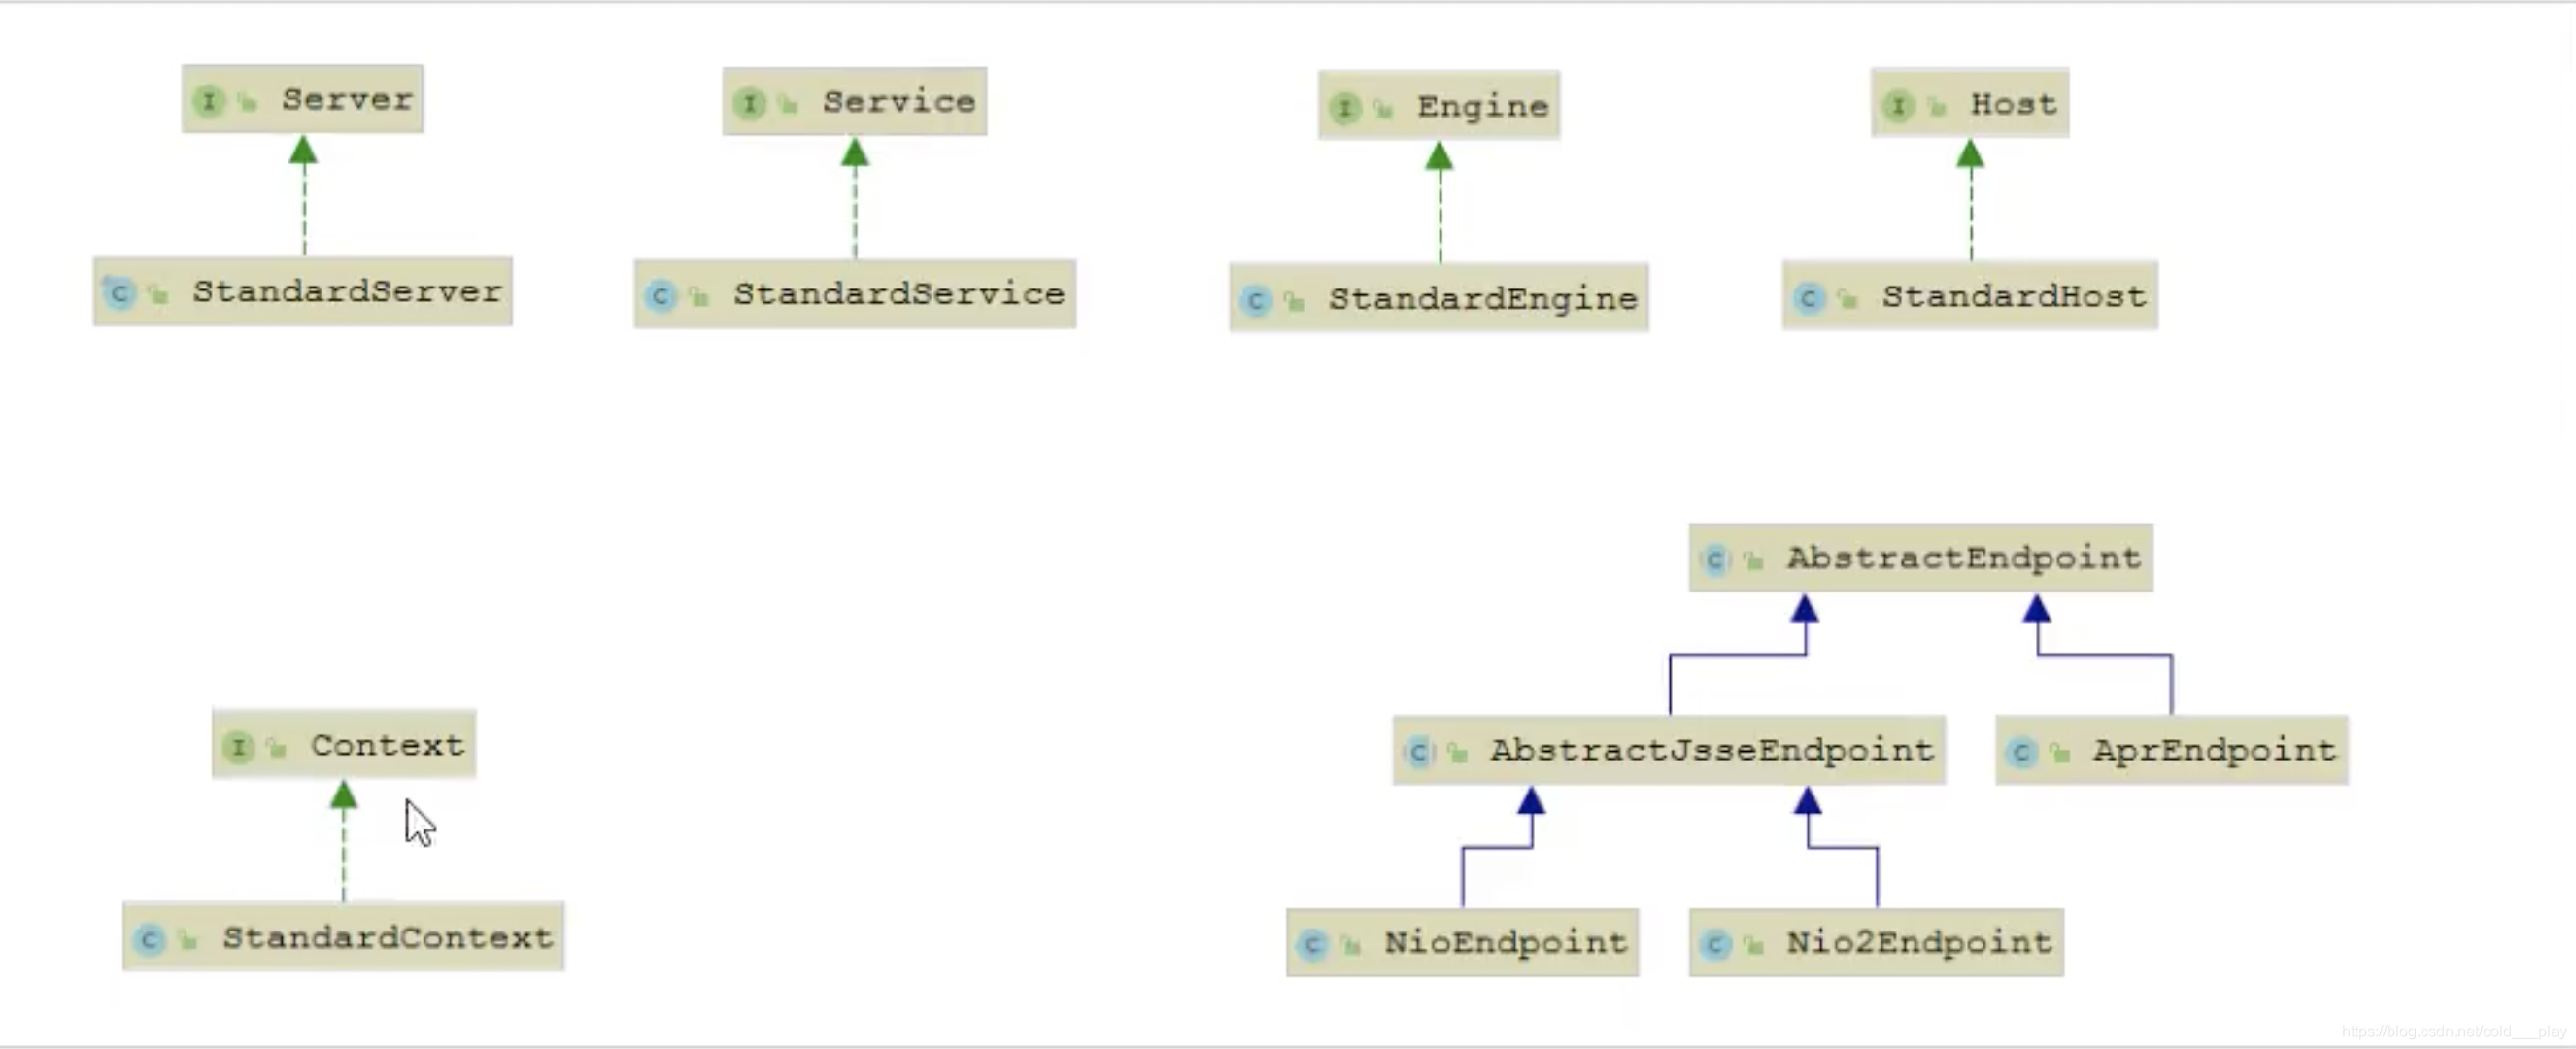 I Server
I Service
I Engine
I Host
C StandardServer
C StandardService
C StandardEngine
C StandardHost
C AbstractEndpoint
I Context
C AbstractJsseEndpoint
C AprEndpoint
C StandardContext
C NioEndpoint
C Nio2Endpoint
https://blog.csdn.net/cold___play